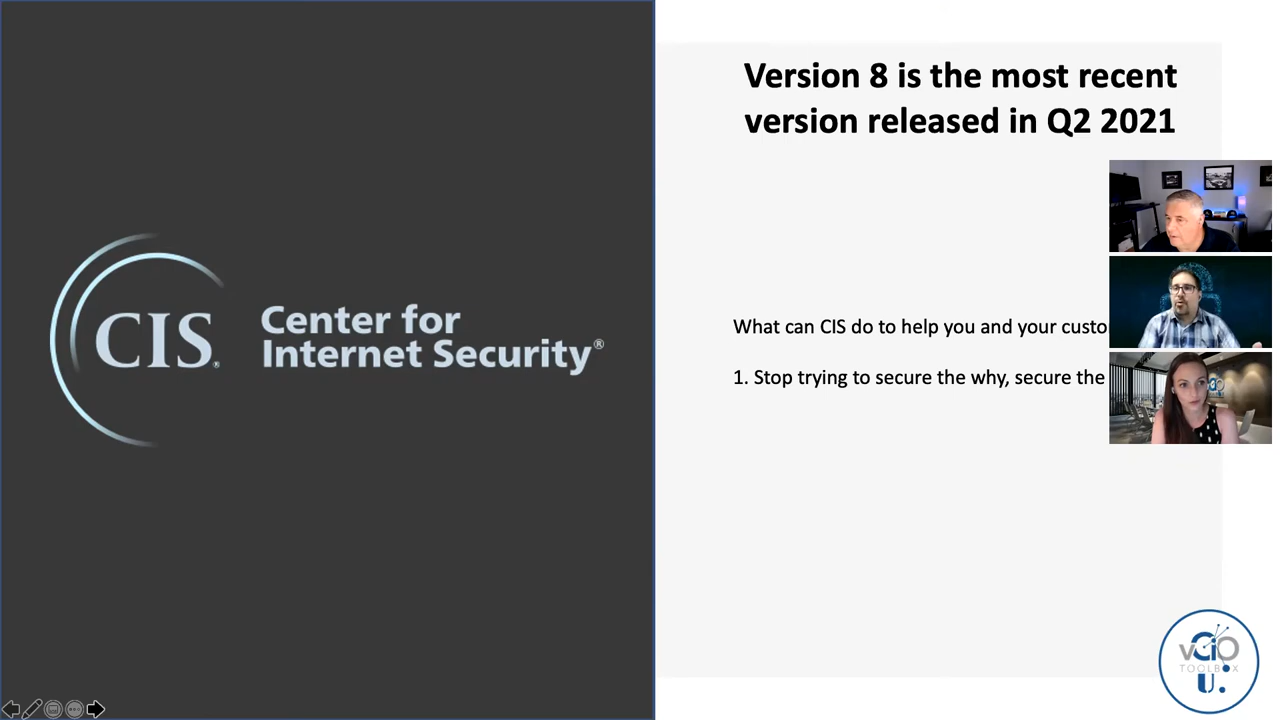 Version 8 is the most recent
version released in Q2 2021
CIS®
Center for
Internet Security®
What can CIS do to help you and your
1. Stop trying to secure the why, secure the
vCIO
TOOLBOX
U.